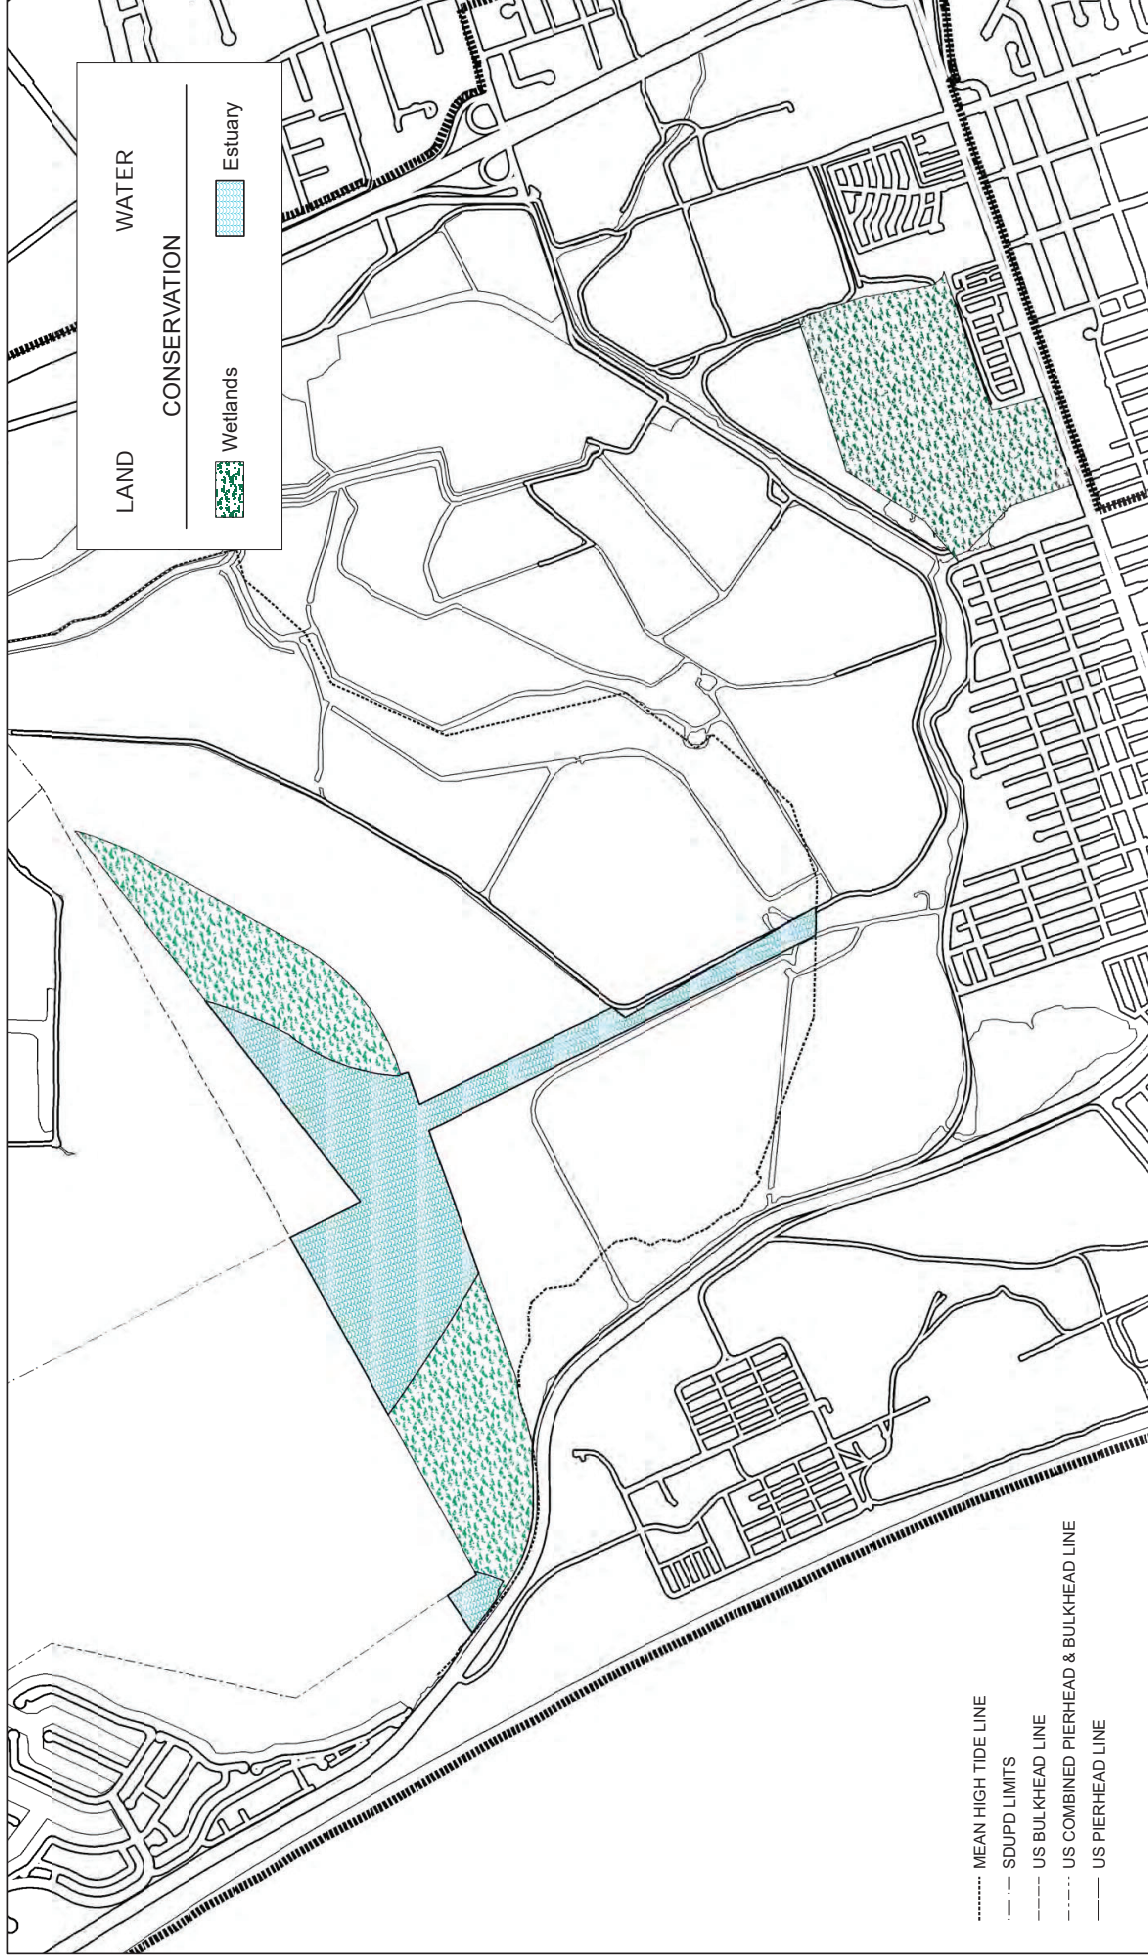 LAND WATER
CONSERVATION
Wetlands Estuary
MEAN HIGH TIDE LINE
SDUPD LIMITS
US BULKHEAD LINE
US COMBINED PIERHEAD & BULKHEAD LINE
US PIERHEAD LINE